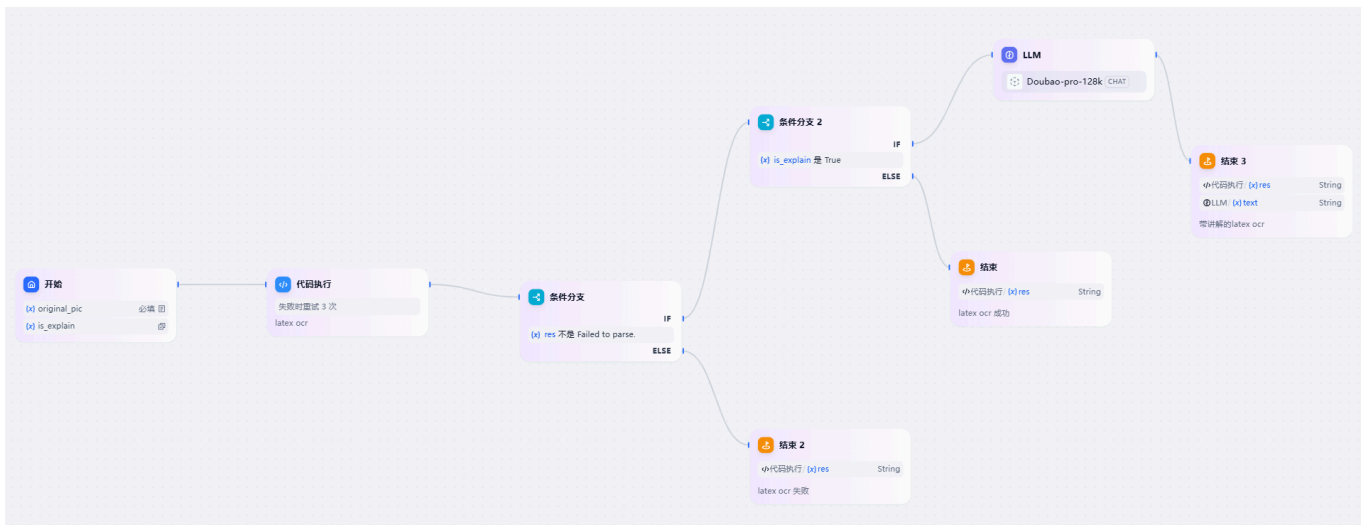 开始
{x} original_pic 必填
{x} is_explain
代码执行
失败时重试 3 次
latex ocr
条件分支
IF
{x} res 不是 Failed to parse.
ELSE
条件分支 2
IF
{x} is_explain 是 True
ELSE
LLM
Doubao-pro-128k CHAT
结束 3
代码执行/{x}res String
LLM/{x}text String
带讲解的latex ocr
结束
代码执行/{x}res String
latex ocr 成功
结束 2
代码执行/{x}res String
latex ocr 失败